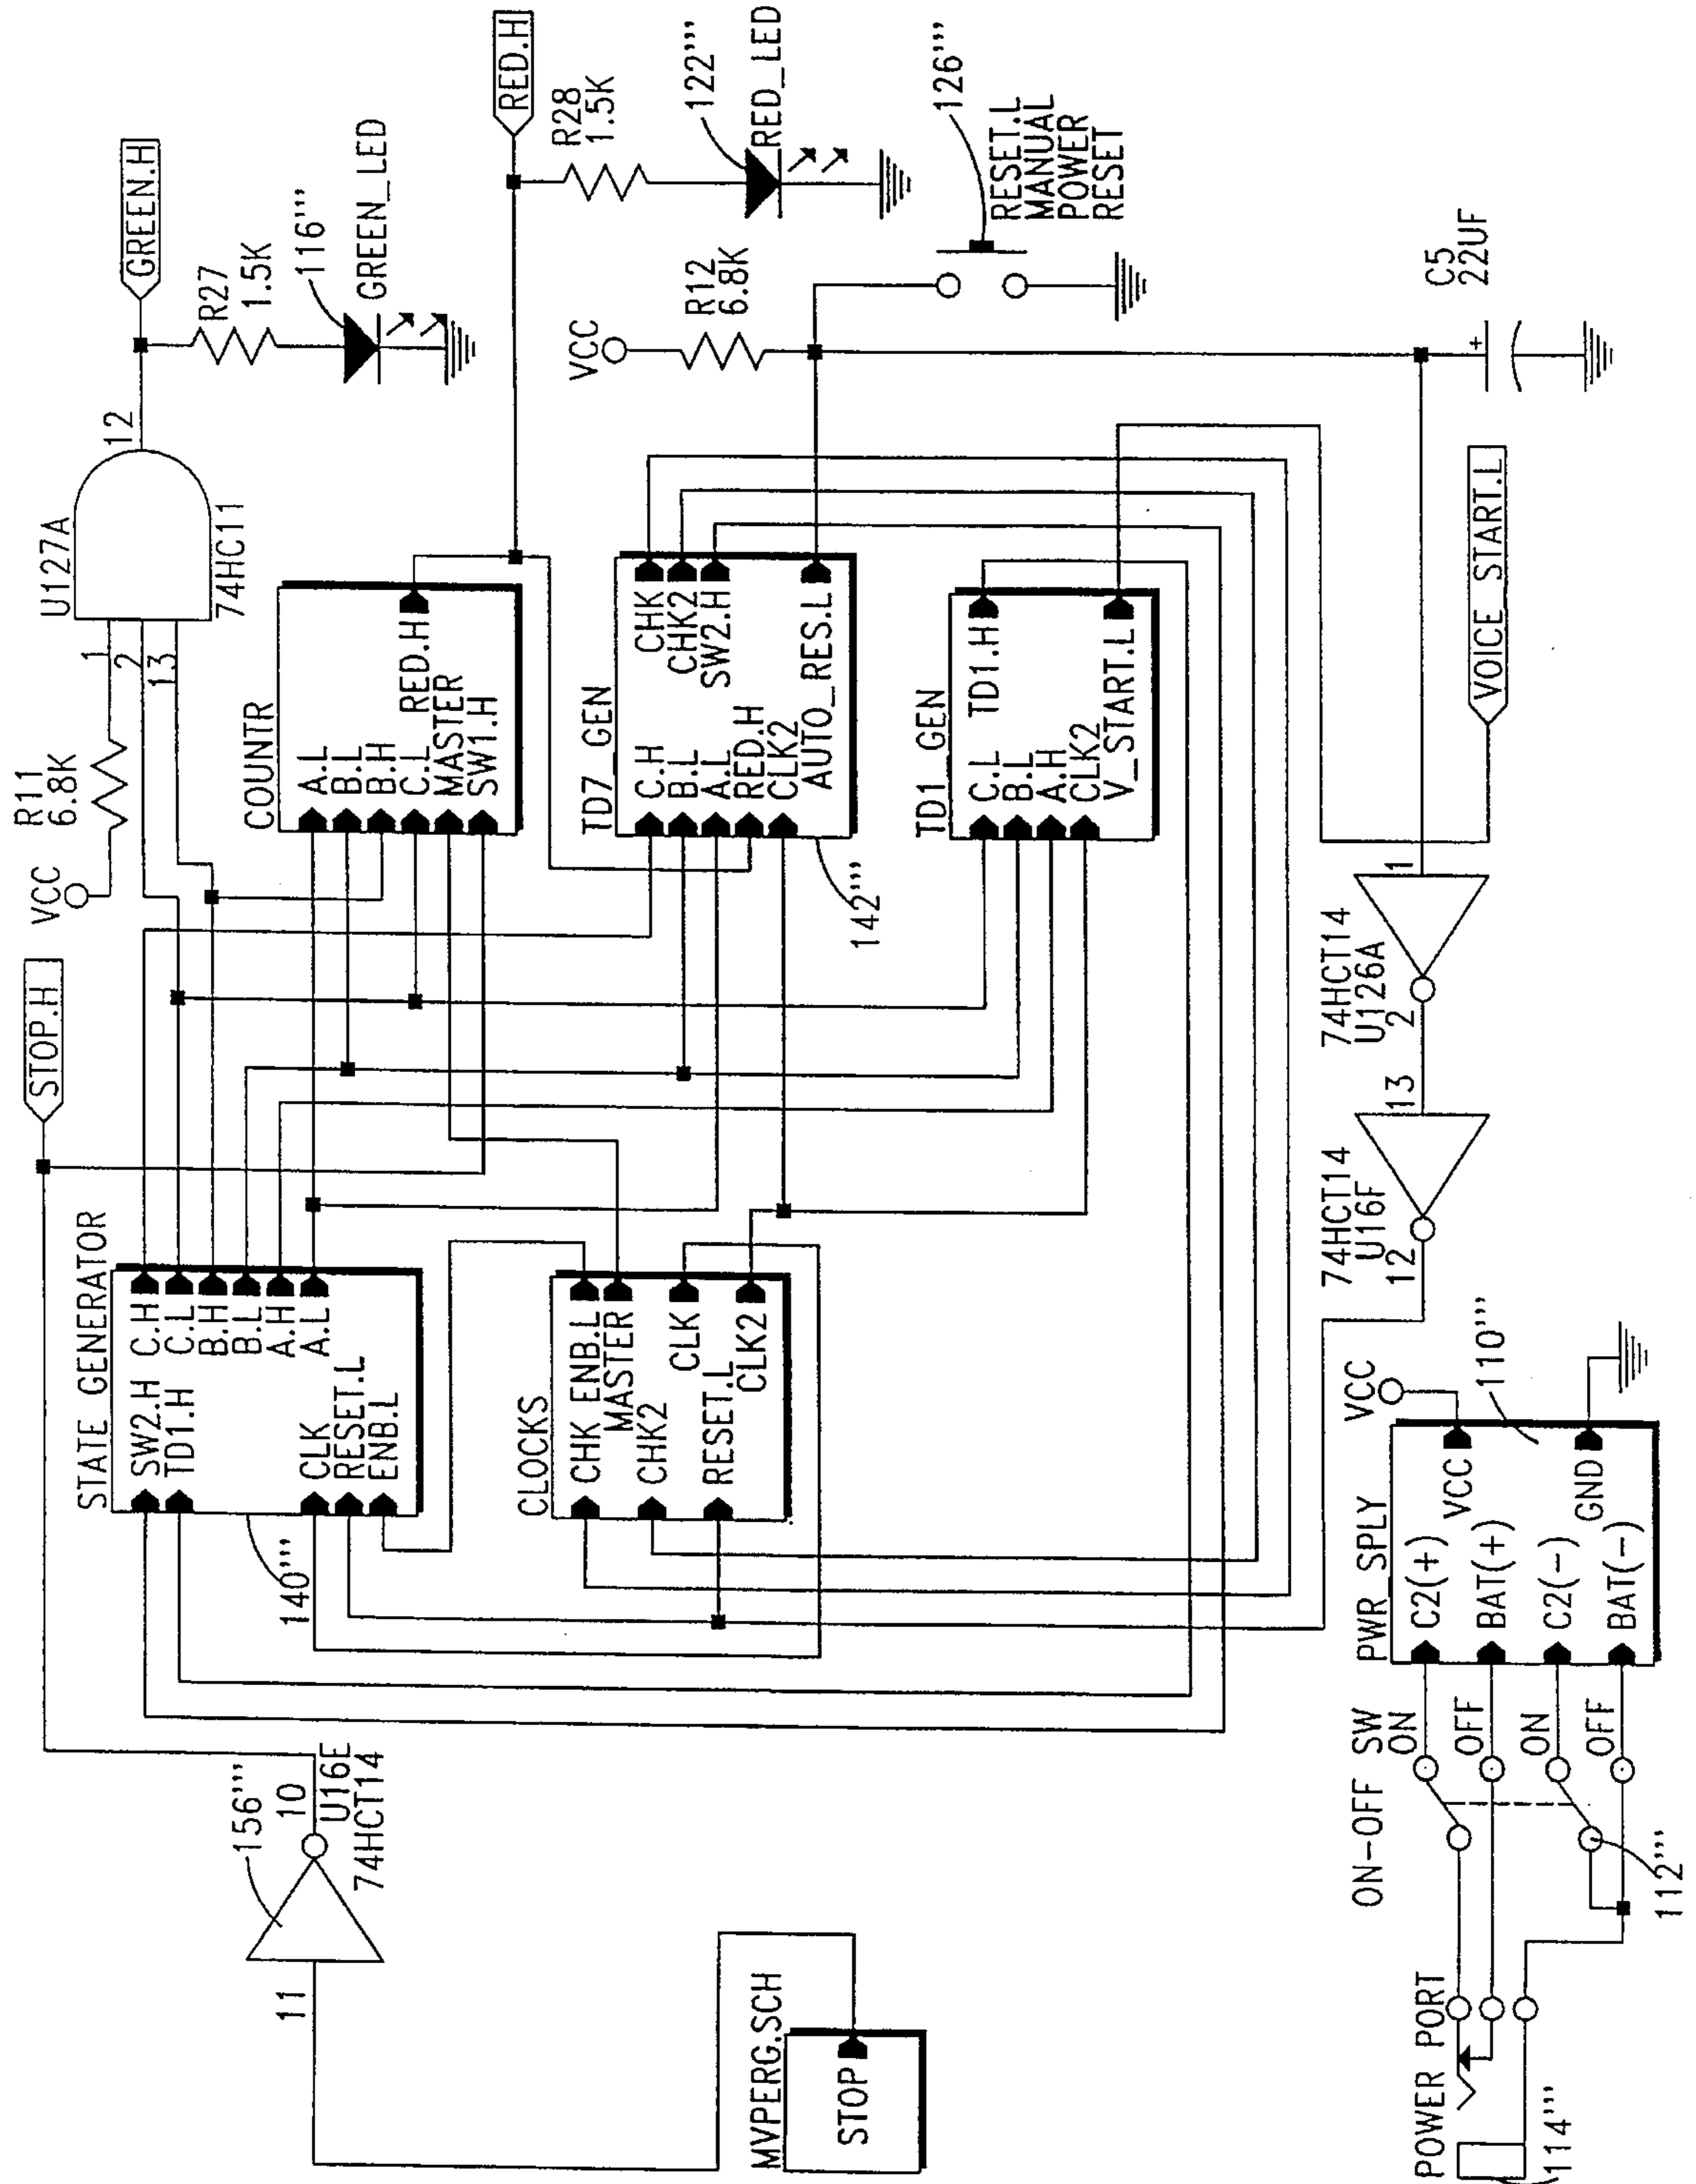 STOP.H
GREEN.H
RED.H
VOICE START.L
156'''
10
U16E
74HCT14
11
MVPERG.SCH
STOP
STATE GENERATOR
SW2.H
C.H
TD1.H
C.L
B.H
B.L
A.H
CLK
A.L
RESET.L
ENB.L
140'''
CLOCKS
CHK
ENB.L
MASTER
CHK2
CLK
RESET.L
CLK2
VCC
R11
6.8K
1
2
13
U127A
74HC11
12
R27
1.5K
116'''
GREEN_LED
COUNTR
A.L
B.L
B.H
C.L
RED.H
MASTER
SW1.H
R28
1.5K
122'''
RED_LED
TD7_GEN
C.H
CHK
B.L
CHK2
A.L
SW2.H
RED.H
CLK2
AUTO_RES.L
142'''
VCC
R12
6.8K
126'''
RESET.L
MANUAL
POWER
RESET
TD1_GEN
C.L
TD1.H
B.L
A.H
CLK2
V_START.L
C5
22UF
+
1
74HCT14
U126A
2
13
74HCT14
U16F
12
POWER PORT
114'''
ON-OFF SW
ON
OFF
ON
OFF
112'''
PWR_SPLY
C2(+)
VCC
BAT(+)
C2(-)
GND
BAT(-)
VCC
110'''